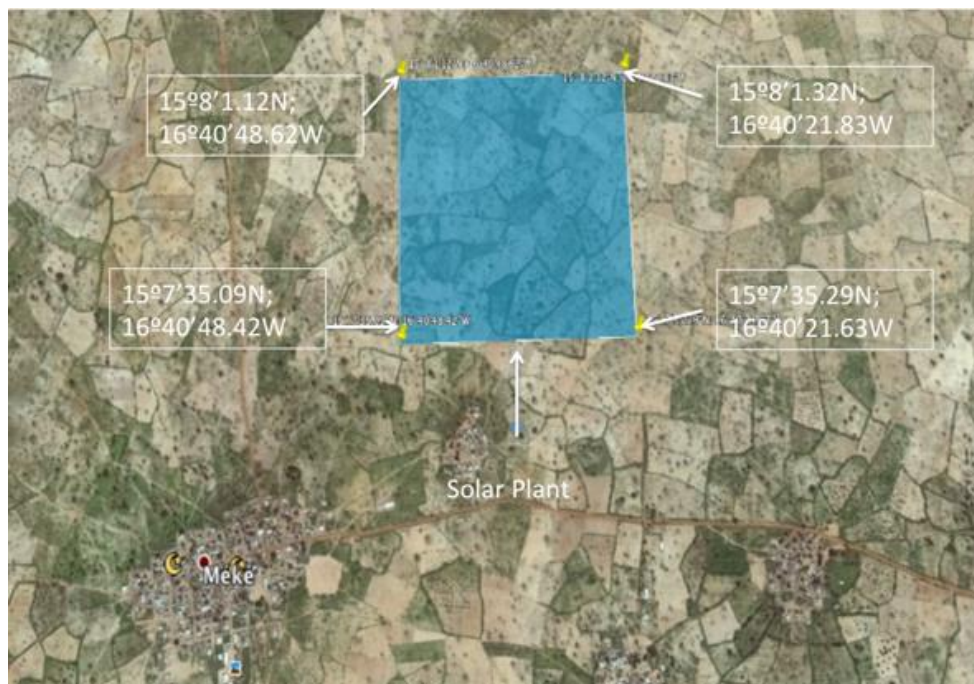 15º8’1.12N;
16º40’48.62W
15º8’1.32N;
16º40’21.83W
15º7’35.09N;
16º40’48.42W
15º7’35.29N;
16º40’21.63W
Solar Plant
Meke